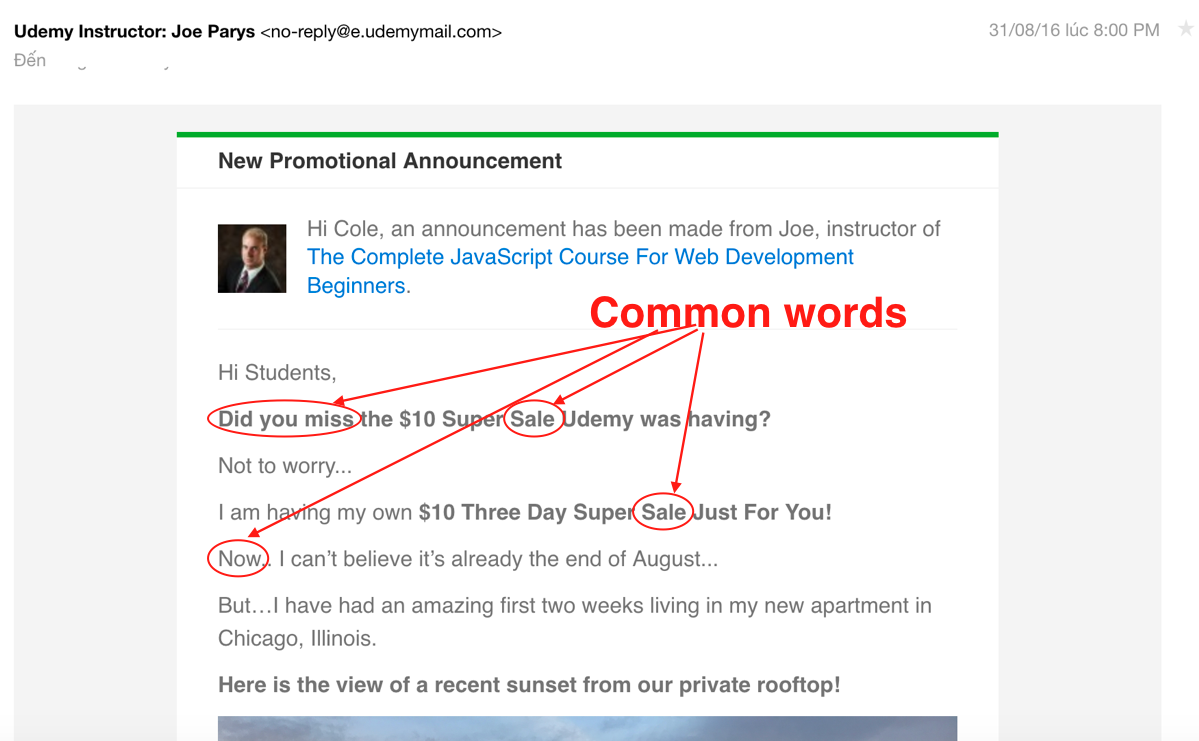 Udemy Instructor: Joe Parys <no-reply@e.udemymail.com>
31/08/16 lúc 8:00 PM
Đến
New Promotional Announcement
Hi Cole, an announcement has been made from Joe, instructor of
The Complete JavaScript Course For Web Development
Beginners.
Common words
Hi Students,
Did you miss the $10 Super Sale Udemy was having?
Not to worry...
I am having my own $10 Three Day Super Sale Just For You!
Now.. I can’t believe it’s already the end of August...
But…I have had an amazing first two weeks living in my new apartment in
Chicago, Illinois.
Here is the view of a recent sunset from our private rooftop!